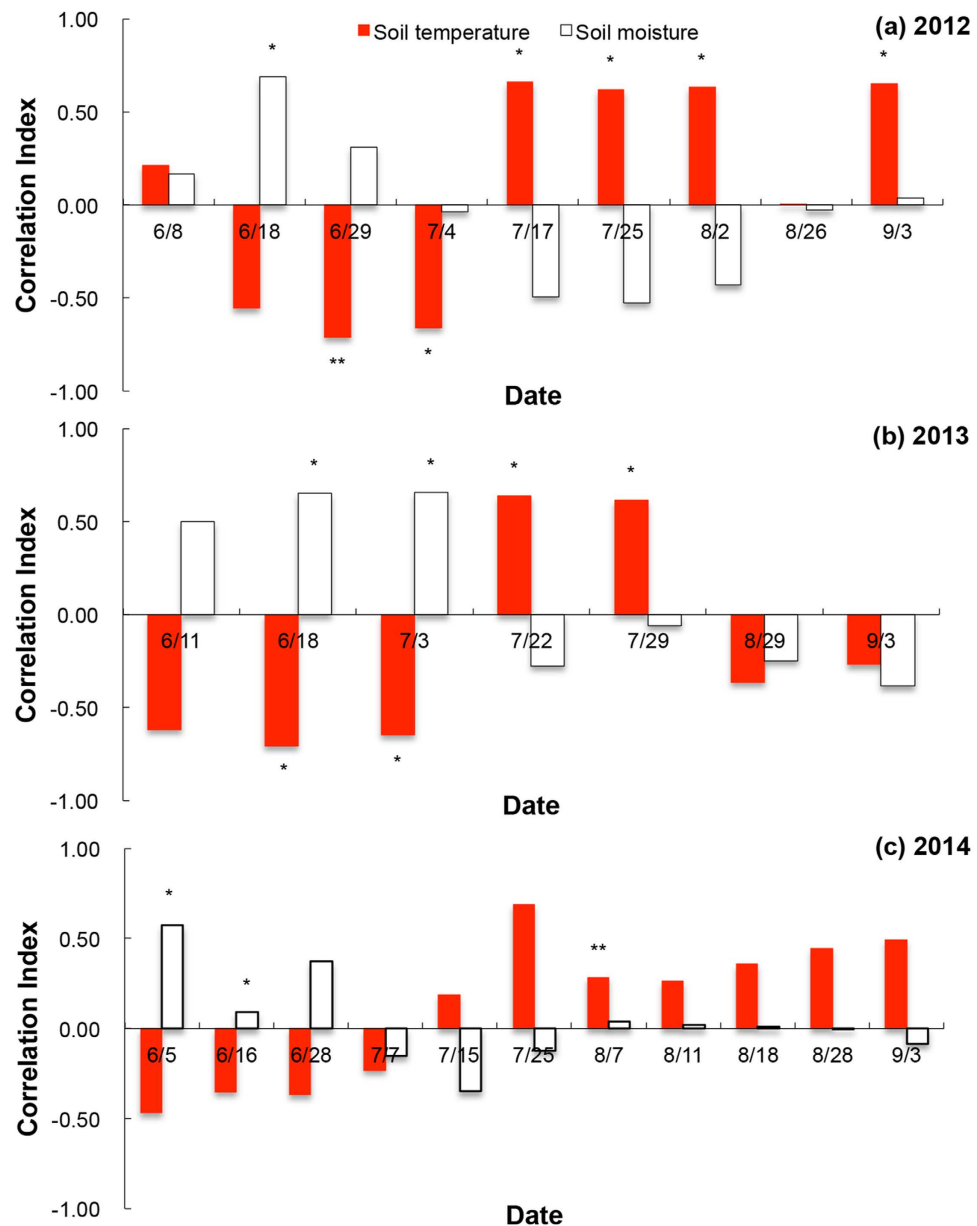 (a) 2012
Soil temperature Soil moisture
Correlation Index
1.00
0.50
0.00
-0.50
-1.00
* * * * *
6/8 6/18 6/29 7/4 7/17 7/25 8/2 8/26 9/3
** *
Date
(b) 2013
Correlation Index
1.00
0.50
0.00
-0.50
-1.00
* * * *
6/11 6/18 7/3 7/22 7/29 8/29 9/3
* *
Date
(c) 2014
Correlation Index
1.00
0.50
0.00
-0.50
-1.00
* * **
6/5 6/16 6/28 7/7 7/15 7/25 8/7 8/11 8/18 8/28 9/3
Date